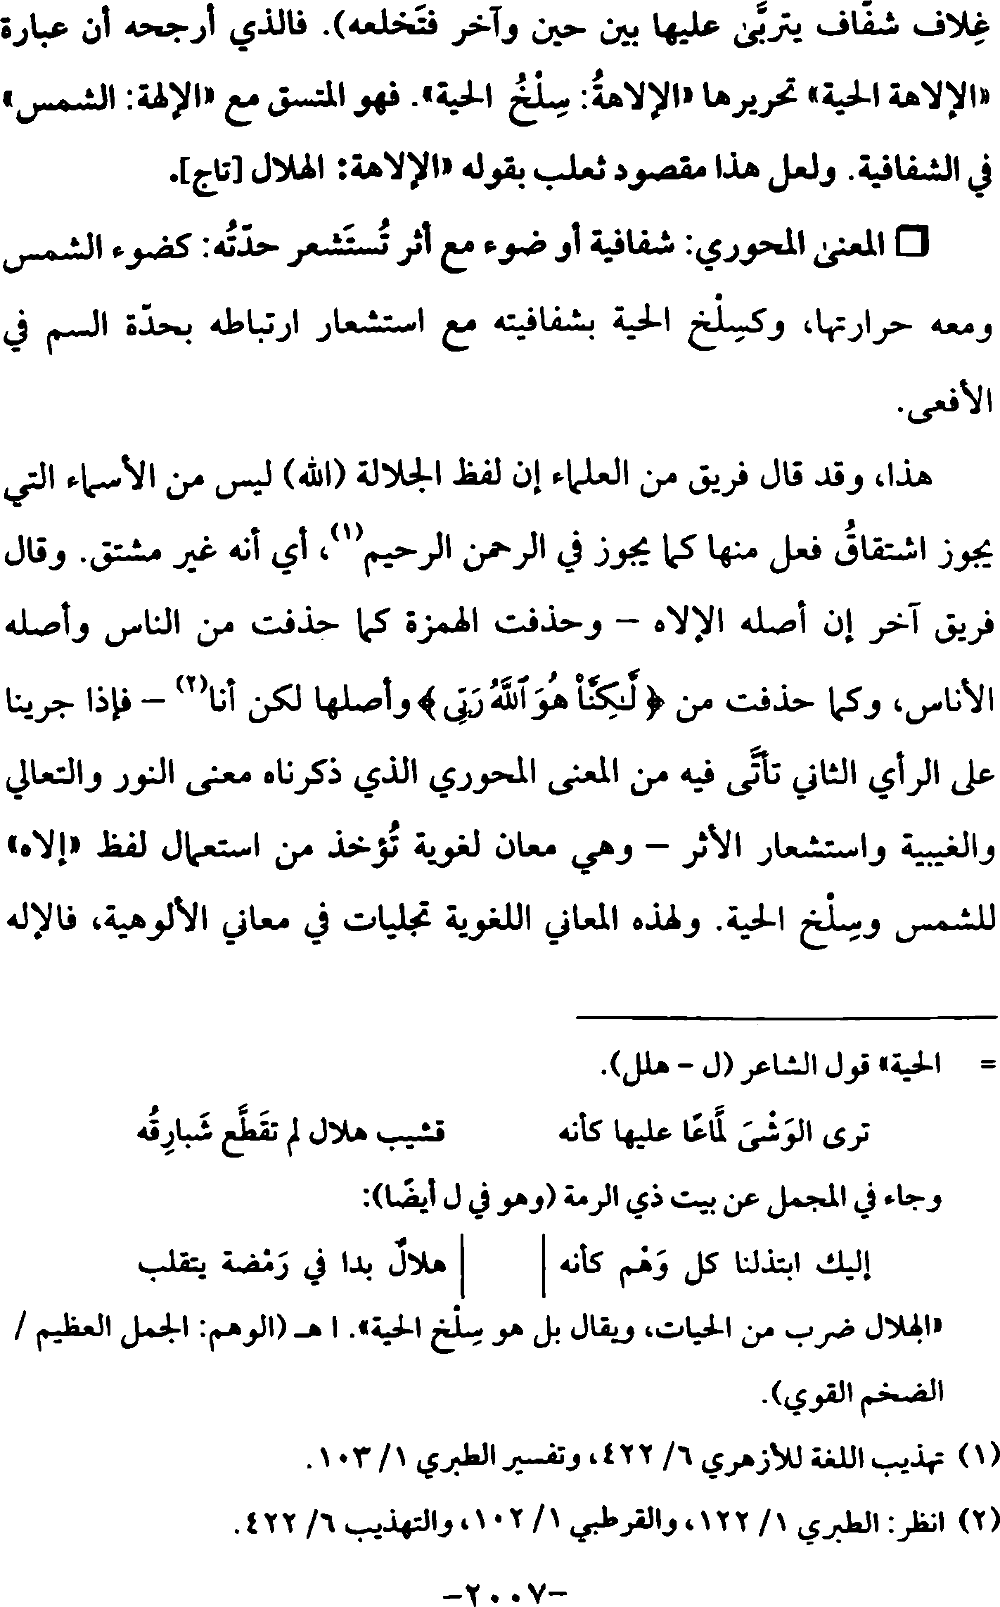 غِلاف شفّاف يتربَّىٰ عليها بين حين وآخر فتَخلعه). فالذي أرجحه أن عبارة
«الإلاهة الحية» تحريرها «الإلاهةُ: سِلْخُ الحية». فهو المتسق مع «الإلهة: الشمس»
في الشفافية. ولعل هذا مقصود ثعلب بقوله «الإلاهة: الهلال [تاج].
□ المعنىٰ المحوري: شفافية أو ضوء مع أثر تُستَشعر حدّتُه: كضوء الشمس
ومعه حرارتها، وكسِلْخ الحية بشفافيته مع استشعار ارتباطه بحدّة السم في
الأفعى.
هذا، وقد قال فريق من العلماء إن لفظ الجلالة (الله) ليس من الأسماء التي
يجوز اشتقاقُ فعل منها كما يجوز في الرحمن الرحيم(١)، أي أنه غير مشتق. وقال
فريق آخر إن أصله الإلاه – وحذفت الهمزة كما حذفت من الناس وأصله
الأناس، وكما حذفت من ﴿لَّـٰكِنَّا۠ هُوَ ٱللَّهُ رَبِّى﴾ وأصلها لكن أنا(٢) – فإذا جرينا
على الرأي الثاني تأتَّى فيه من المعنى المحوري الذي ذكرناه معنى النور والتعالي
والغيبية واستشعار الأثر – وهي معان لغوية تُؤخذ من استعمال لفظ «إلاه»
للشمس وسِلْخ الحية. ولهذه المعاني اللغوية تجليات في معاني الألوهية، فالإله
= الحية» قول الشاعر (ل - هلل).
ترى الوَشْىَ لَمَّاعًا عليها كأنه قشيب هلال لم تقَطَّع شَبارِقُه
وجاء في المجمل عن بيت ذي الرمة (وهو في ل أيضًا):
إليك ابتذلنا كل وَهْم كأنه هلالٌ بدا في رَمْضة يتقلب
«الهلال ضرب من الحيات، ويقال بل هو سِلْخ الحية». ا هـ (الوهم: الجمل العظيم /
الضخم القوي).
(١) تهذيب اللغة للأزهري ٦/ ٤٢٢، وتفسير الطبري ١/ ١٠٣.
(٢) انظر: الطبري ١/ ١٢٢، والقرطبي ١/ ١٠٢، والتهذيب ٦/ ٤٢٢.
-٢٠٠٧-